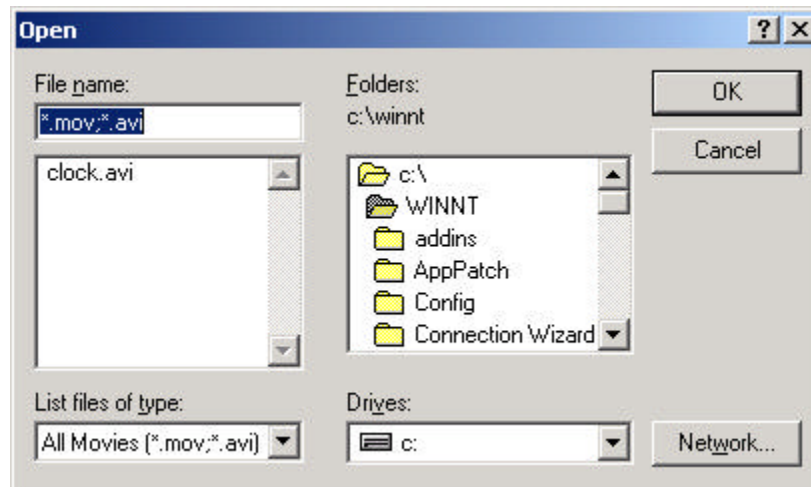 Open
File name:
*.mov;*.avi
clock.avi
List files of type:
All Movies (*.mov;*.avi)
Folders:
c:\winnt
c:\
WINNT
addins
AppPatch
Config
Connection Wizard
Drives:
c:
OK
Cancel
Network...